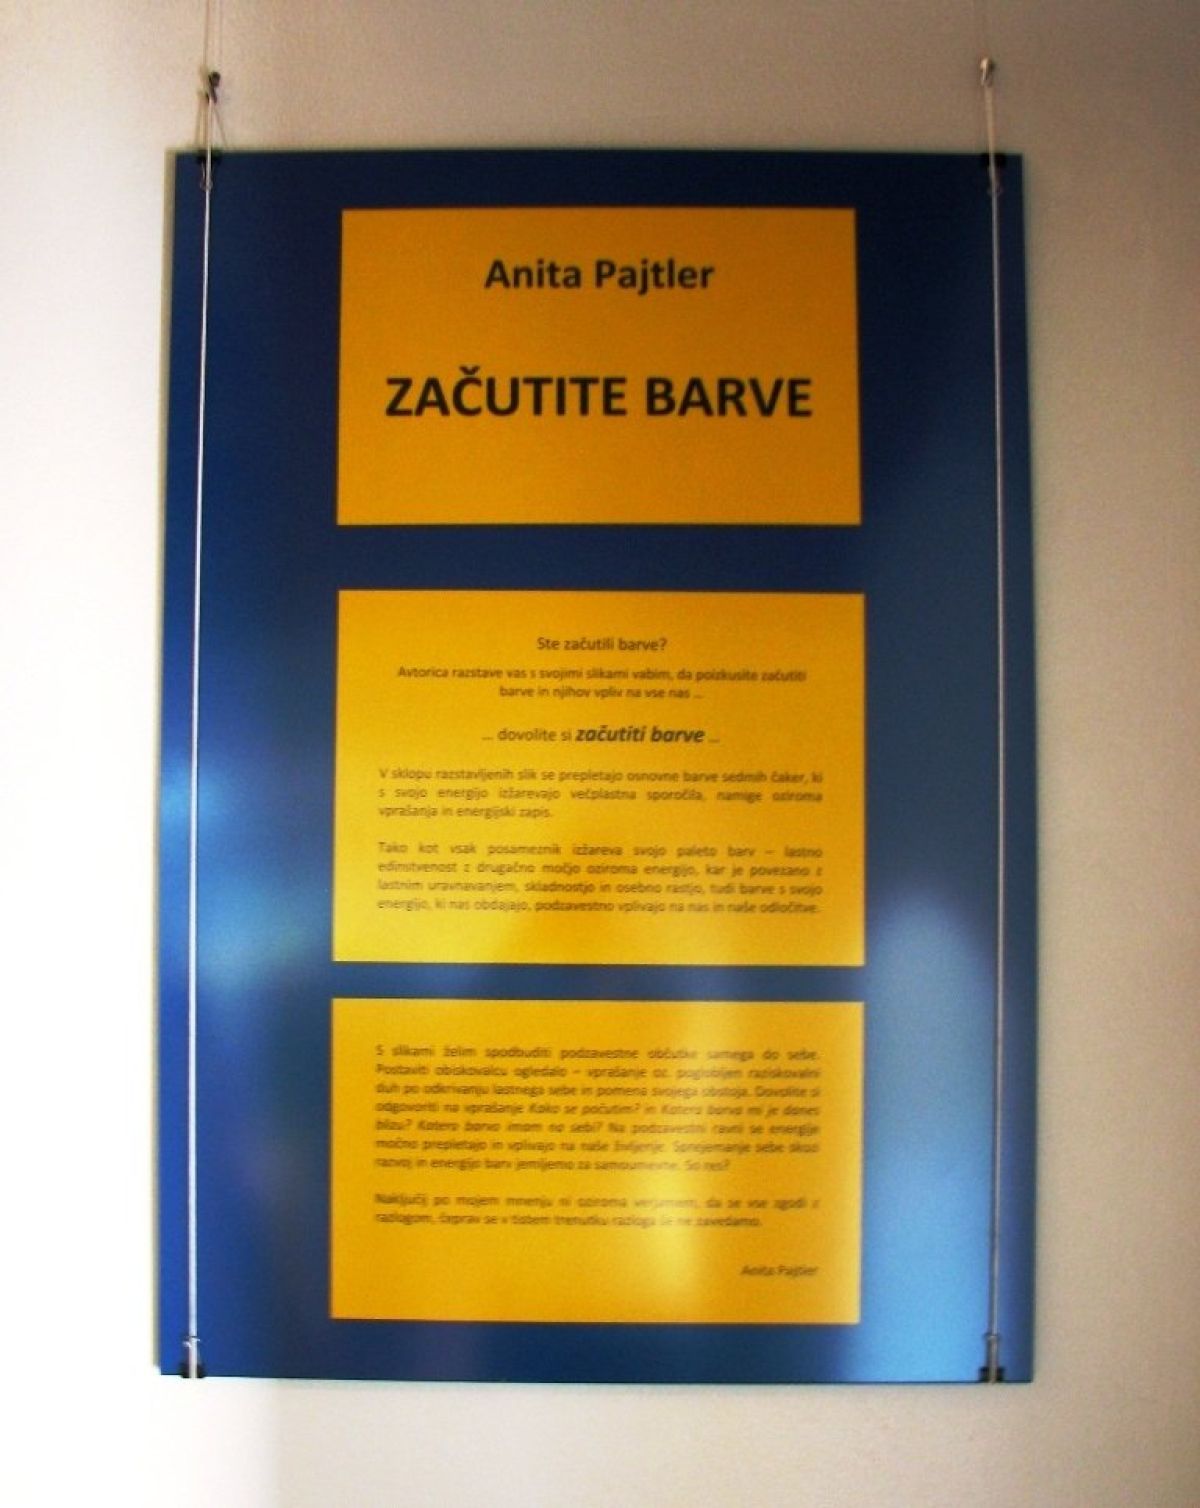 Anita Pajtler
ZAČUTITE BARVE
Ste začutili barve?
Avtorica razstave vas s svojimi slikami vabim, da poizkusite začutiti
barve in njihov vpliv na vse nas ...
... dovolite si začutiti barve ...
V sklopu razstavljenih slik se prepletajo osnovne barve sedmih čaker, ki
s svojo energijo izžarevajo večplastna sporočila, namige oziroma
vprašanja in energijski zapis.
Tako kot vsak posameznik izžareva svojo paleto barv – lastno
edinstvenost z drugačno močjo oziroma energijo, kar je povezano z
lastnim uravnavanjem, skladnostjo in osebno rastjo, tudi barve s svojo
energijo, ki nas obdajajo, podzavestno vplivajo na nas in naše odločitve.
S slikami želim spodbuditi podzavestne občutke samega do sebe.
Postaviti obiskovalcu ogledalo – vprašanje oz. poglobljen raziskovalni
duh po odkrivanju lastnega sebe in pomena svojega obstoja. Dovolite si
odgovoriti na vprašanje Kako se počutim? in Katera barva mi je danes
blizu? Katero barvo imam na sebi? Na podzavestni ravni se energije
močno prepletajo in vplivajo na naše življenje. Sprejemanje sebe skozi
razvoj in energijo barv jemljemo za samoumevne. So res?
Naključij po mojem mnenju ni oziroma verjamem, da se vse zgodi z
razlogom, čeprav se v tistem trenutku razloga še ne zavedamo.
Anita Pajtler